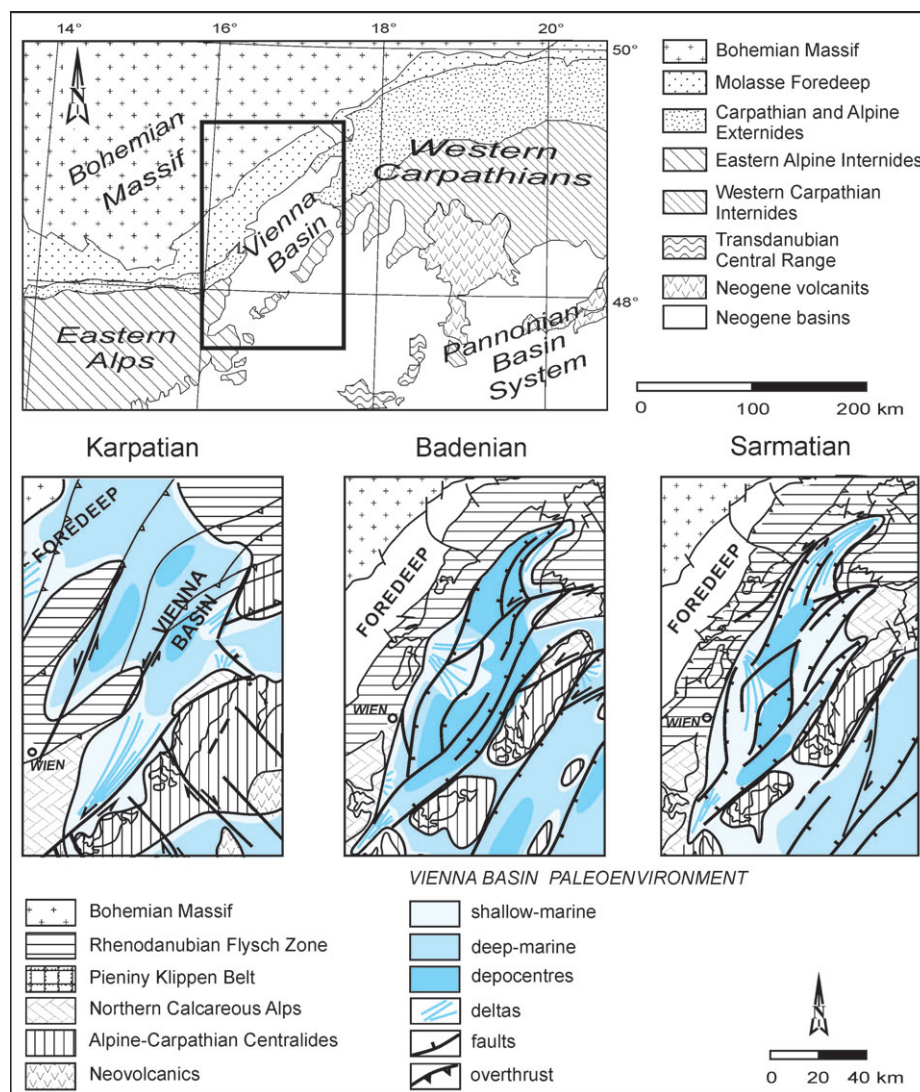 14°
16°
18°
20°
50°
48°
N
Bohemian
Massif
Vienna
Basin
Western
Carpathians
Eastern
Alps
Pannonian
Basin
System
Bohemian Massif
Molasse Foredeep
Carpathian and Alpine
Externides
Eastern Alpine Internides
Western Carpathian
Internides
Transdanubian
Central Range
Neogene volcanits
Neogene basins
0 100 200 km
Karpatian
Badenian
Sarmatian
FOREDEEP
VIENNA
BASIN
WIEN
FOREDEEP
WIEN
FOREDEEP
WIEN
Bohemian Massif
Rhenodanubian Flysch Zone
Pieniny Klippen Belt
Northern Calcareous Alps
Alpine-Carpathian Centralides
Neovolcanics
VIENNA BASIN PALEOENVIRONMENT
shallow-marine
deep-marine
depocentres
deltas
faults
overthrust
N
0 20 40 km